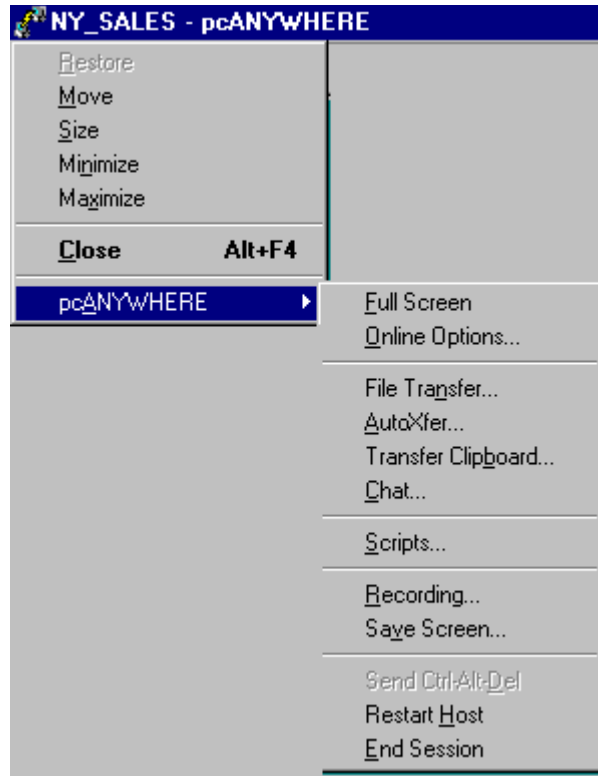 NY_SALES - pcANYWHERE
Restore
Move
Size
Minimize
Maximize
Close Alt+F4
pcANYWHERE
Full Screen
Online Options...
File Transfer...
AutoXfer...
Transfer Clipboard...
Chat...
Scripts...
Recording...
Save Screen...
Send Ctrl-Alt-Del
Restart Host
End Session